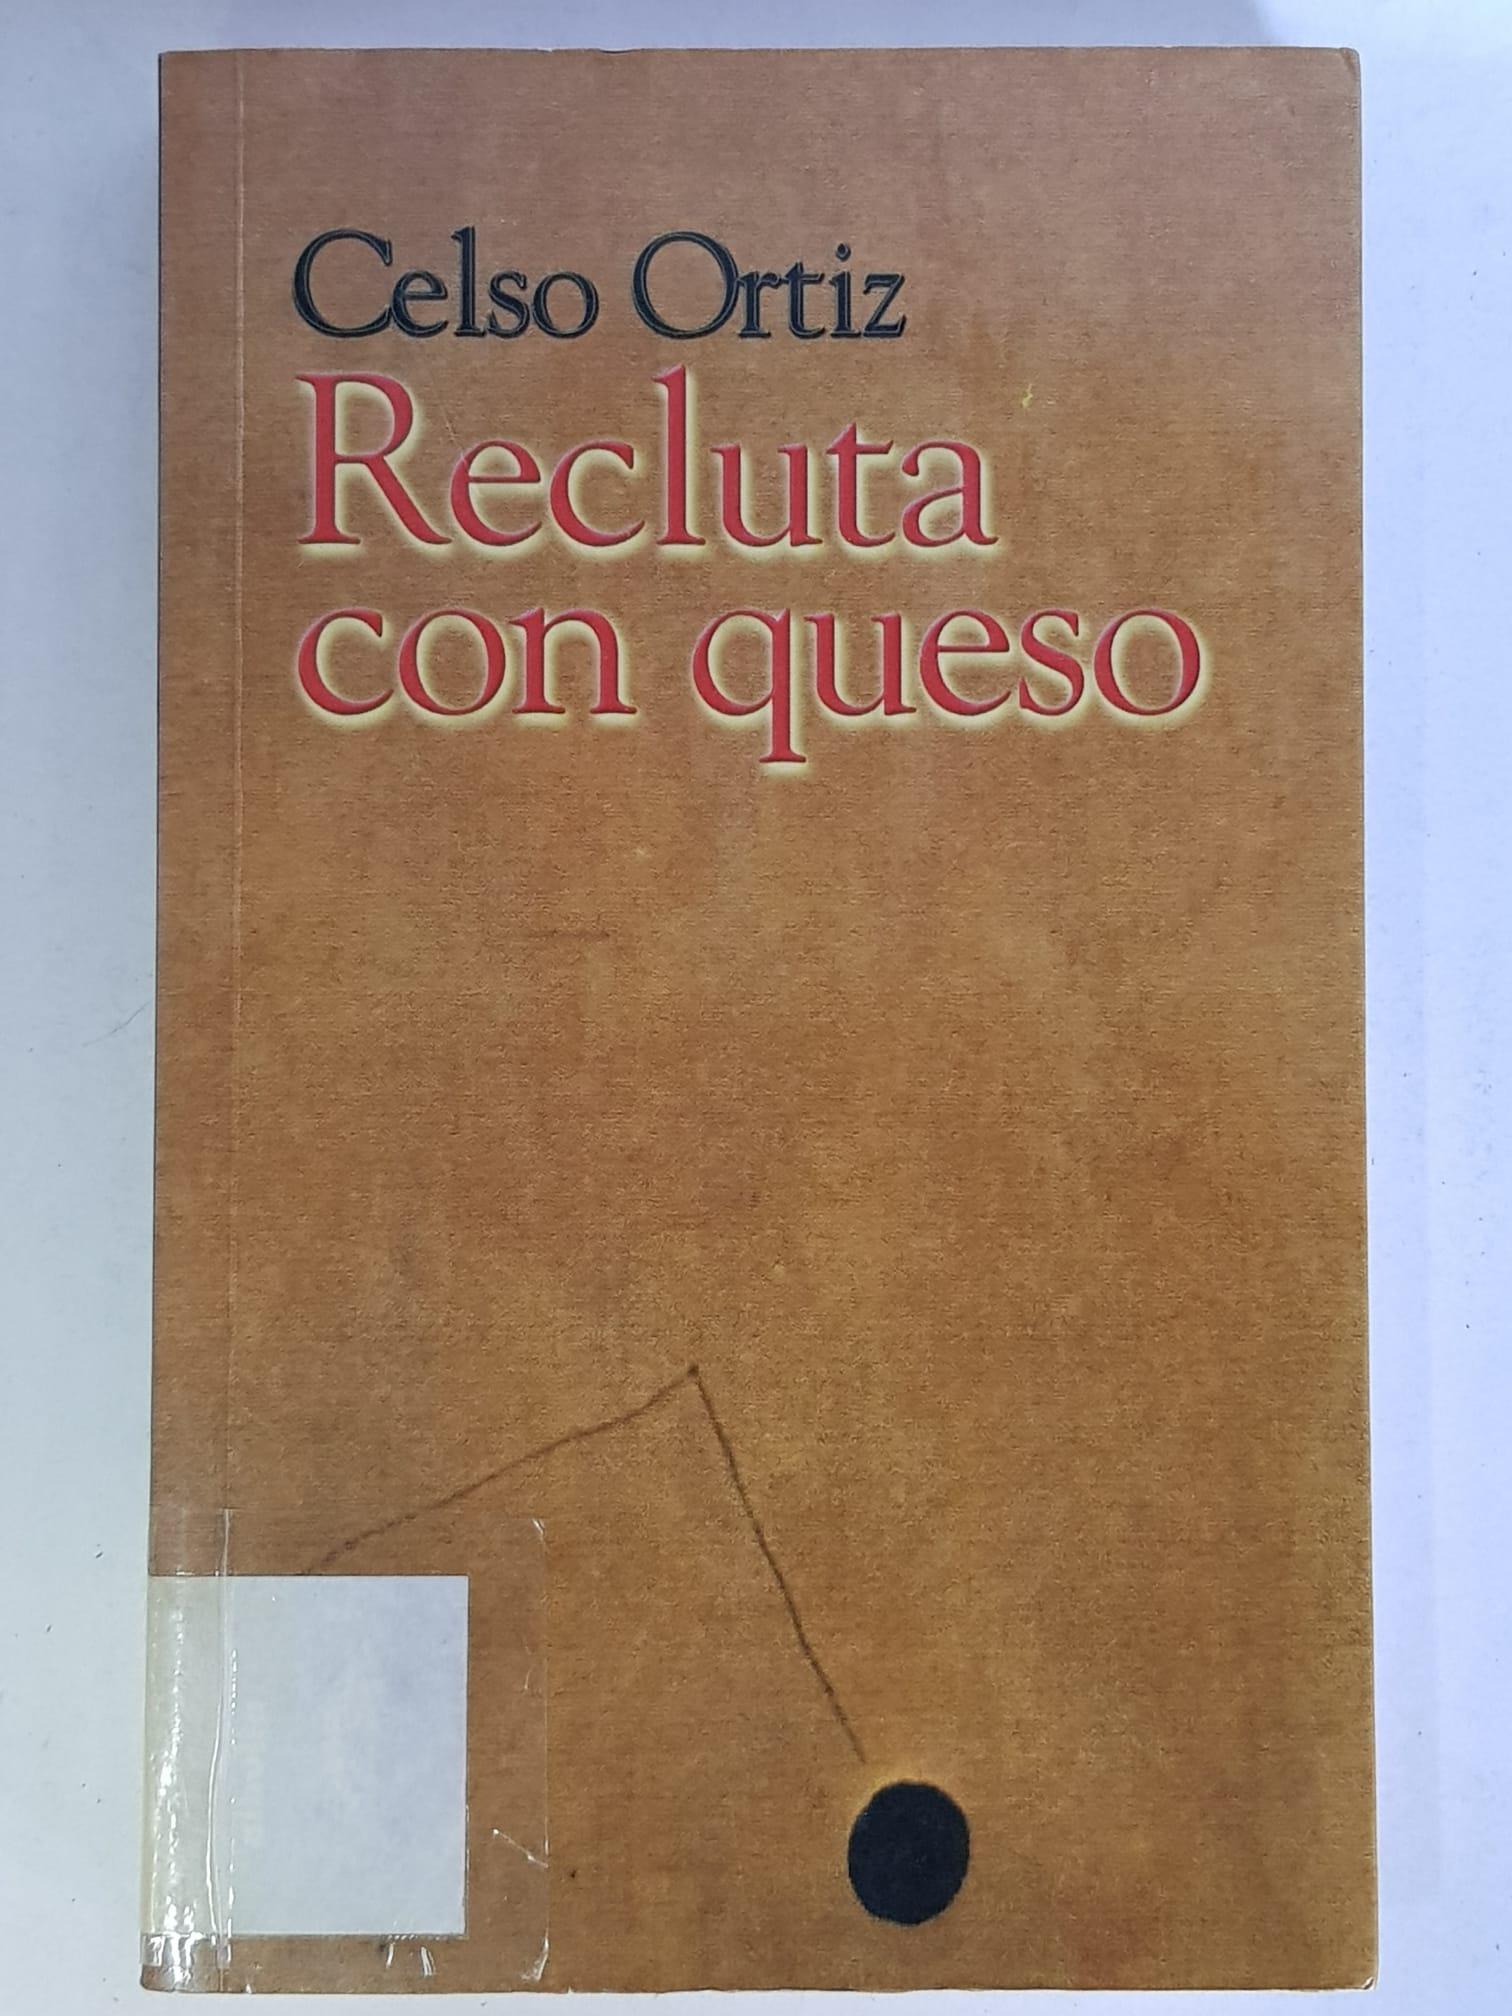 Celso Ortiz
Recluta
con queso